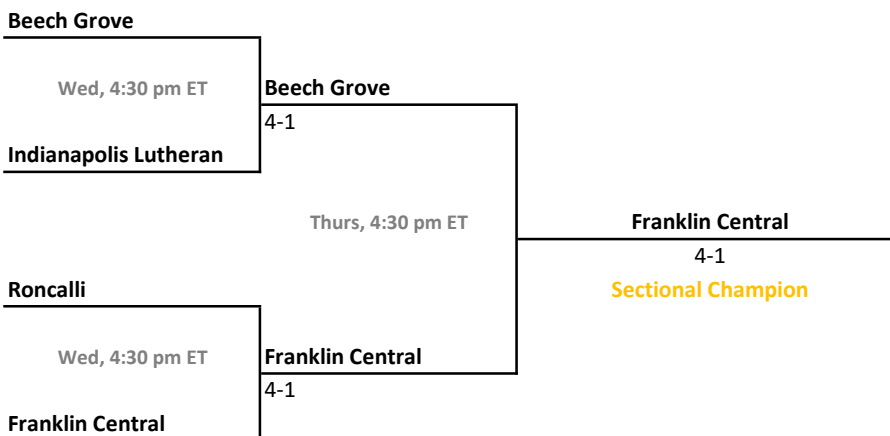 Beech Grove
Wed, 4:30 pm ET
Beech Grove
4-1
Indianapolis Lutheran
Thurs, 4:30 pm ET
Franklin Central
4-1
Sectional Champion
Roncalli
Wed, 4:30 pm ET
Franklin Central
4-1
Franklin Central